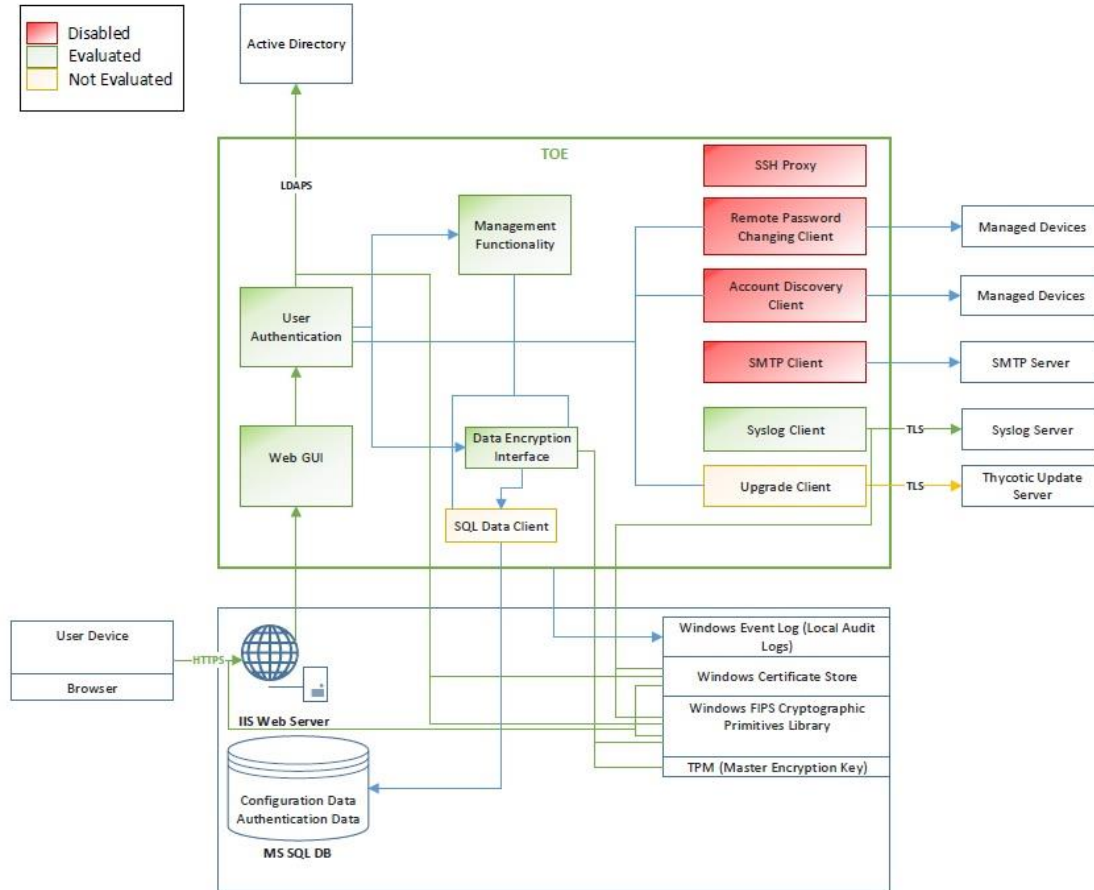 Disabled
Evaluated
Not Evaluated
Active Directory
TOE
LDAPS
SSH Proxy
Management
Functionality
Remote Password
Changing Client
Managed Devices
User
Authentication
Account Discovery
Client
Managed Devices
SMTP Client
SMTP Server
Web GUI
Data Encryption
Interface
Syslog Client
TLS
Syslog Server
Upgrade Client
TLS
Thycotic Update
Server
SQL Data Client
User Device
Browser
HTTPS
IIS Web Server
Windows Event Log (Local Audit
Logs)
Windows Certificate Store
Windows FIPS Cryptographic
Primitives Library
TPM (Master Encryption Key)
Configuration Data
Authentication Data
MS SQL DB